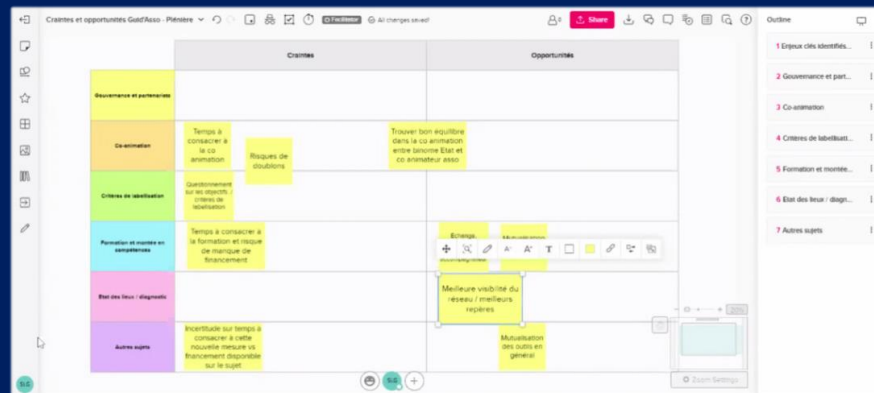 Craintes et opportunités Guid'Asso - Plénière
Facilitator
All changes saved!
Share
Outline
Craintes
Opportunités
1 Enjeux clés identifiés...
2 Gouvernance et part...
3 Co-animation
4 Critères de labellisati...
5 Formation et montée...
6 Etat des lieux / diagn...
7 Autres sujets
Gouvernance et partenariats
Co-animation
Temps à
consacrer à
la co
animation
Risques de
doublons
Trouver bon équilibre
dans la co animation
entre binome Etat et
co animateur asso
Critères de labellisation
Questionnement
sur les objectifs /
criteres de
labellisation
Formation et montée en
compétences
Temps à consacrer à
la formation et risque
de manque de
financement
Etat des lieux / diagnostic
Meilleure visibilité du
réseau / meilleurs
repères
Autres sujets
Incertitude sur temps à
consacrer à cette
nouvelle mesure vs
financement disponible
sur le sujet
Mutualisation
des outils en
général
20%
Zoom Settings
SLG
SLG